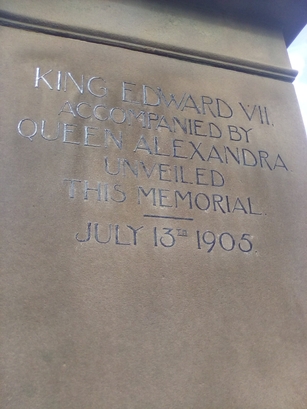 KING EDWARD VII.
ACCOMPANIED BY
QUEEN ALEXANDRA
UNVEILED
THIS MEMORIAL.
JULY 13TH 1905.